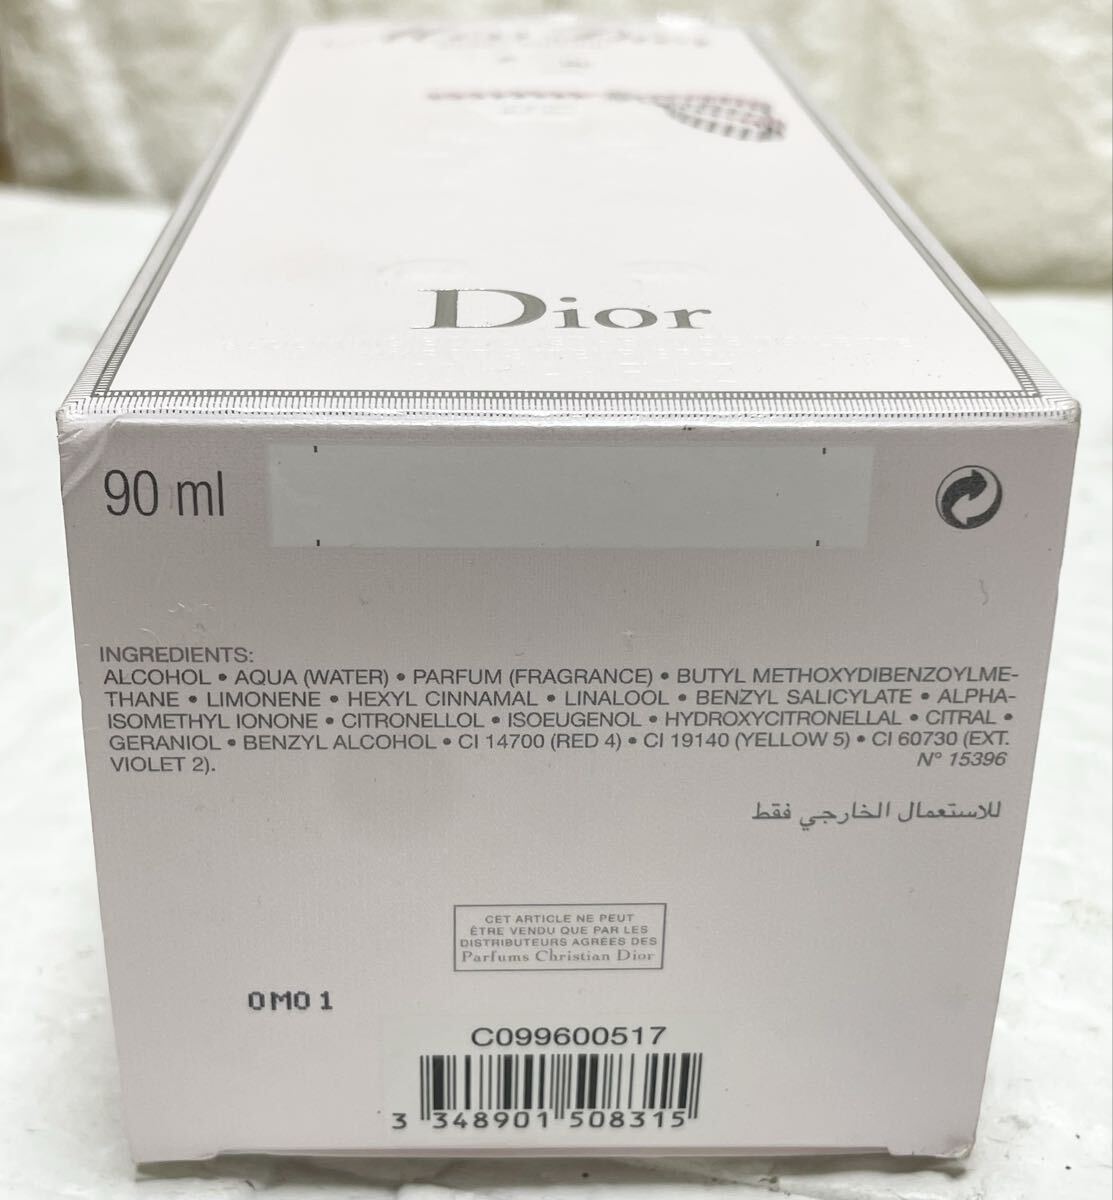 Dior
90 ml
INGREDIENTS:
ALCOHOL • AQUA (WATER) • PARFUM (FRAGRANCE) • BUTYL METHOXYDIBENZOYLME-
THANE • LIMONENE • HEXYL CINNAMAL • LINALOOL • BENZYL SALICYLATE • ALPHA-
ISOMETHYL IONONE • CITRONELLOL • ISOEUGENOL • HYDROXYCITRONELLAL • CITRAL •
GERANIOL • BENZYL ALCOHOL • CI 14700 (RED 4) • CI 19140 (YELLOW 5) • CI 60730 (EXT.
VIOLET 2). N° 15396
للاستعمال الخارجي فقط
CET ARTICLE NE PEUT
ÊTRE VENDU QUE PAR LES
DISTRIBUTEURS AGRÉES DES
Parfums Christian Dior
0M01
C099600517
3 348901 508315